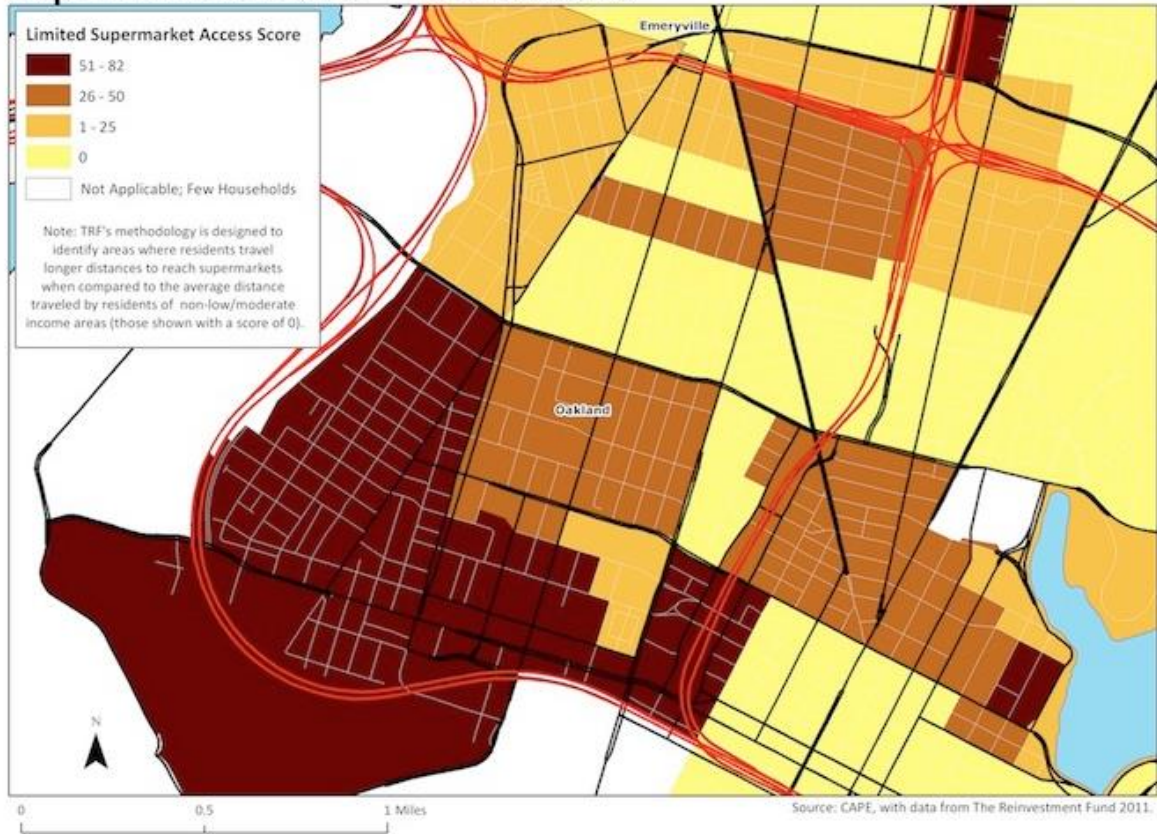 Emeryville
Limited Supermarket Access Score
51 - 82
26 - 50
1 - 25
0
Not Applicable; Few Households
Note: TRF's methodology is designed to
identify areas where residents travel
longer distances to reach supermarkets
when compared to the average distance
traveled by residents of non-low/moderate
income areas (those shown with a score of 0).
Oakland
N
0 0.5 1 Miles
Source: CAPE, with data from The Reinvestment Fund 2011.